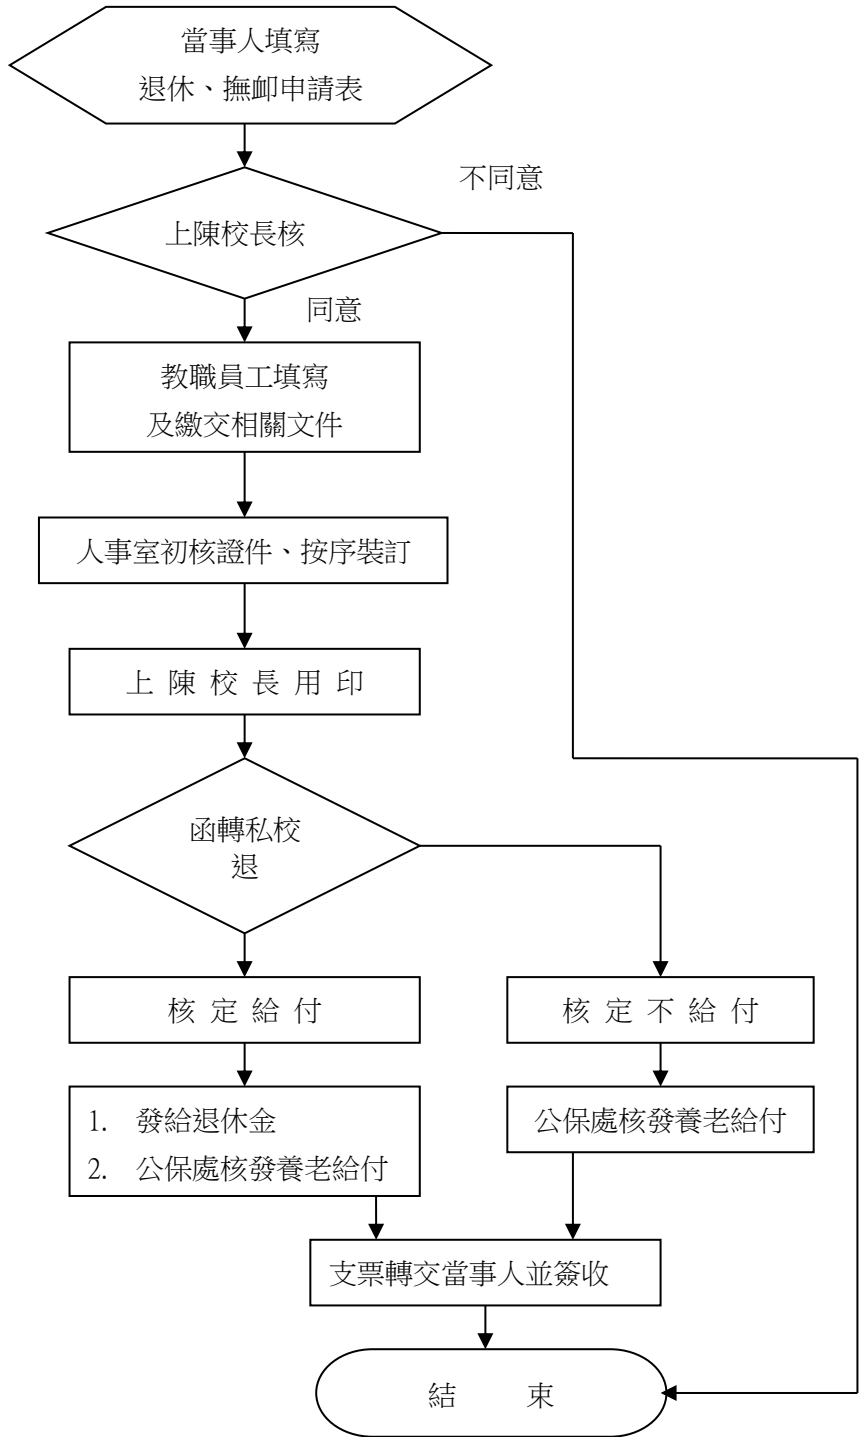 當事人填寫
退休、撫卹申請表
不同意
上陳校長核
同意
教職員工填寫
及繳交相關文件
人事室初核證件、按序裝訂
上陳校長用印
函轉私校
退
核定給付
核定不給付
1. 發給退休金
2. 公保處核發養老給付
公保處核發養老給付
支票轉交當事人並簽收
結束